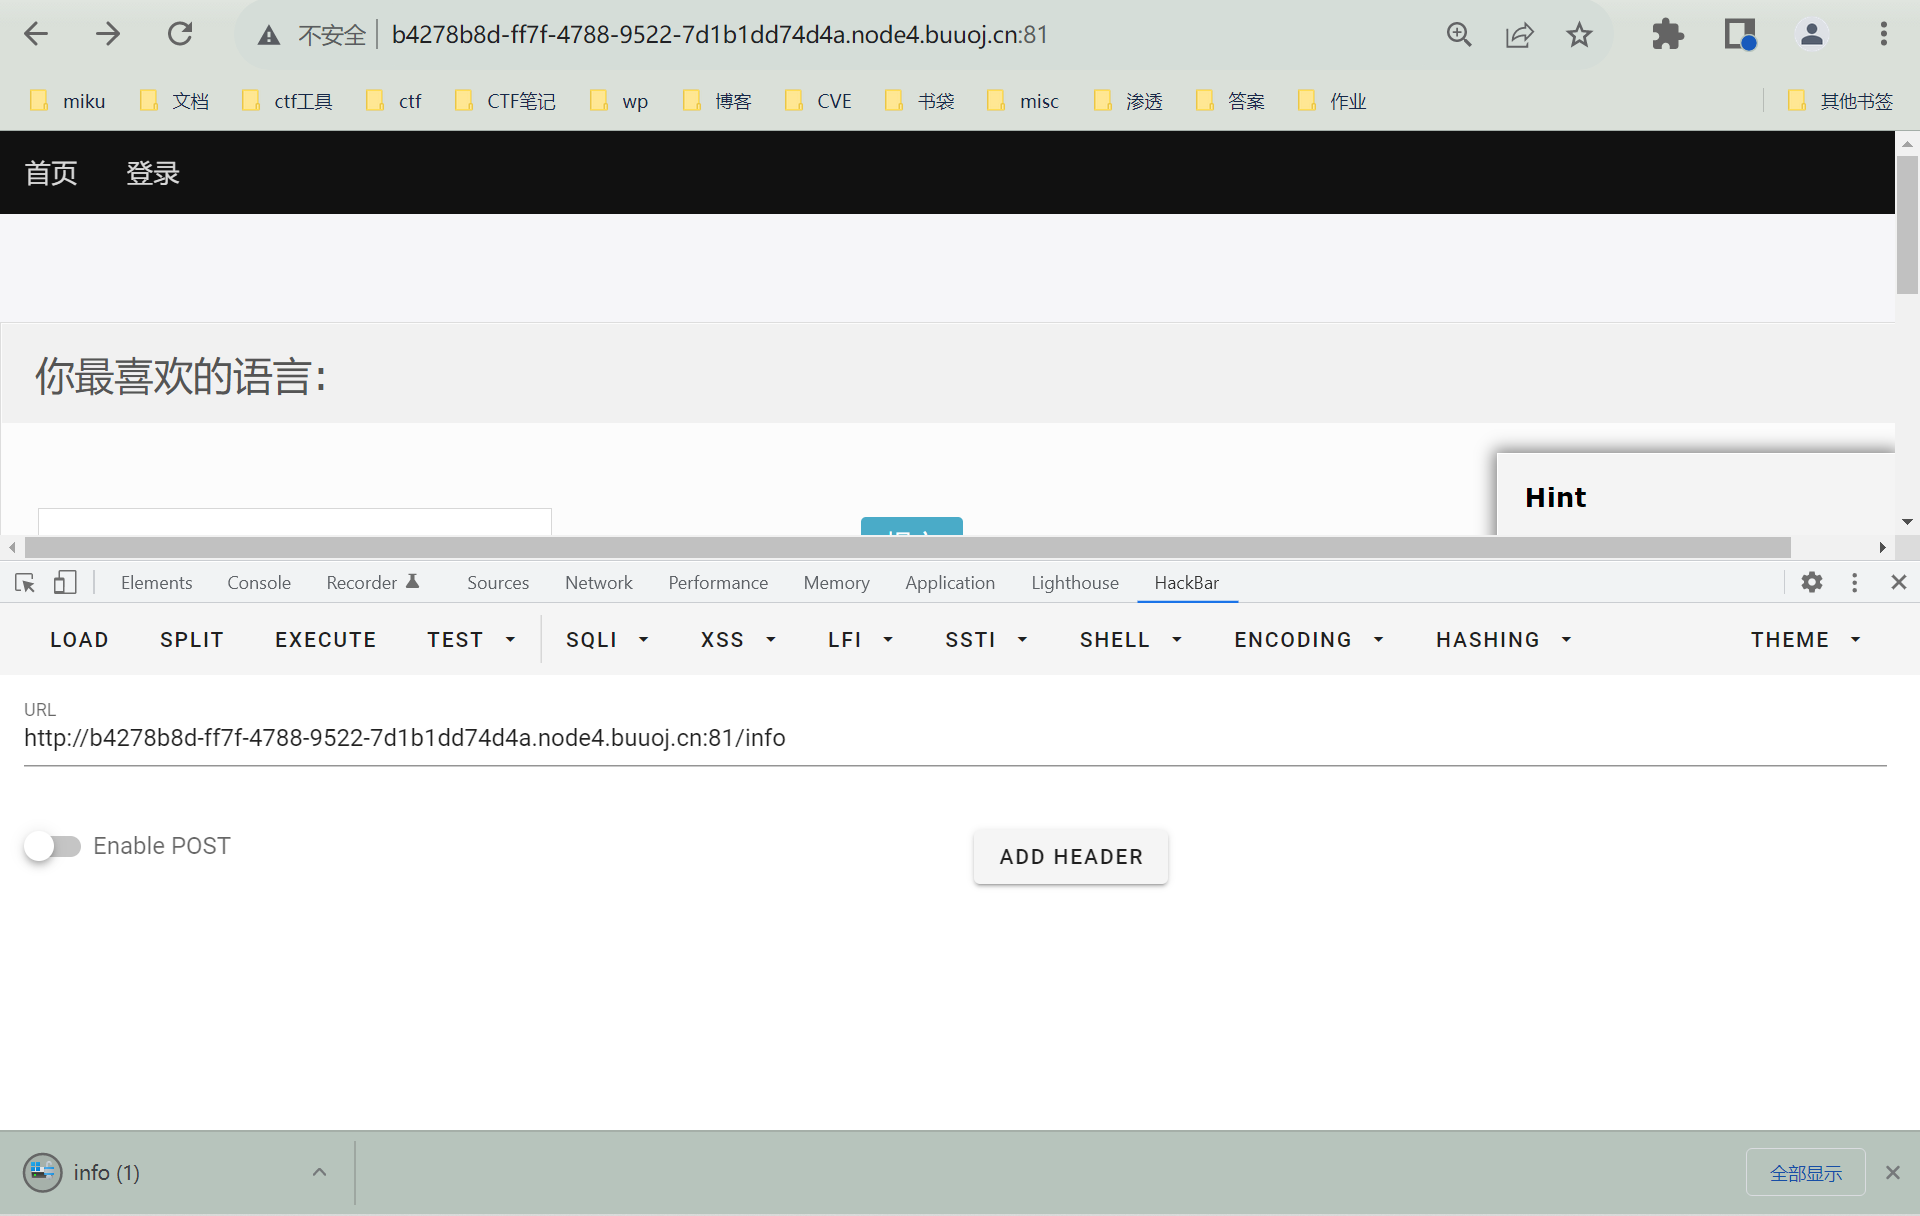 不安全 b4278b8d-ff7f-4788-9522-7d1b1dd74d4a.node4.buuoj.cn:81
miku 文档 ctf工具 ctf CTF笔记 wp 博客 CVE 书袋 misc 渗透 答案 作业 其他书签
首页 登录
你最喜欢的语言:
Hint
Elements Console Recorder Sources Network Performance Memory Application Lighthouse HackBar
LOAD SPLIT EXECUTE TEST SQLI XSS LFI SSTI SHELL ENCODING HASHING THEME
URL
http://b4278b8d-ff7f-4788-9522-7d1b1dd74d4a.node4.buuoj.cn:81/info
Enable POST ADD HEADER
info (1) 全部显示